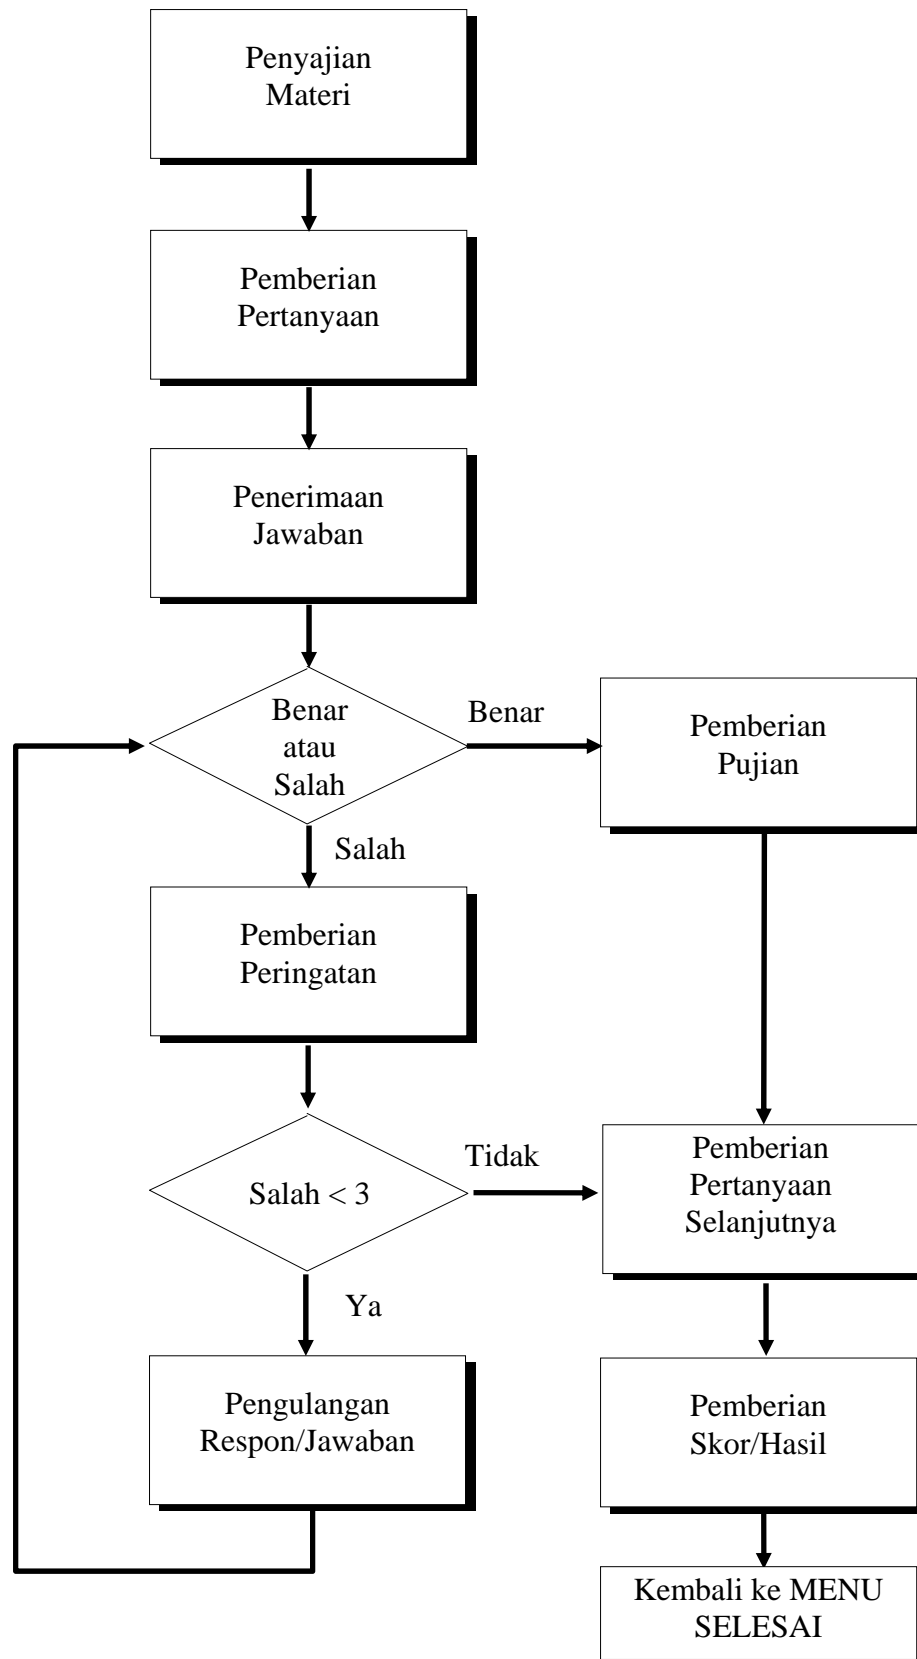 Penyajian
Materi
Pemberian
Pertanyaan
Penerimaan
Jawaban
Benar
atau
Salah
Benar
Pemberian
Pujian
Salah
Pemberian
Peringatan
Salah < 3
Tidak
Pemberian
Pertanyaan
Selanjutnya
Ya
Pengulangan
Respon/Jawaban
Pemberian
Skor/Hasil
Kembali ke MENU
SELESAI